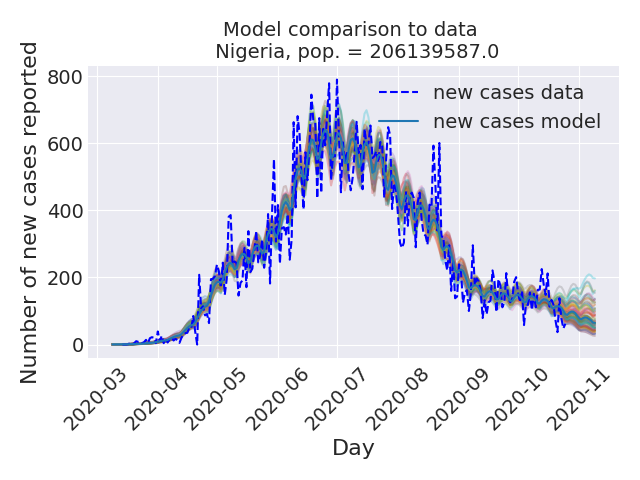 Model comparison to data
Nigeria, pop. = 206139587.0
Number of new cases reported
800
600
400
200
0
new cases data
new cases model
2020-03
2020-04
2020-05
2020-06
2020-07
2020-08
2020-09
2020-10
2020-11
Day